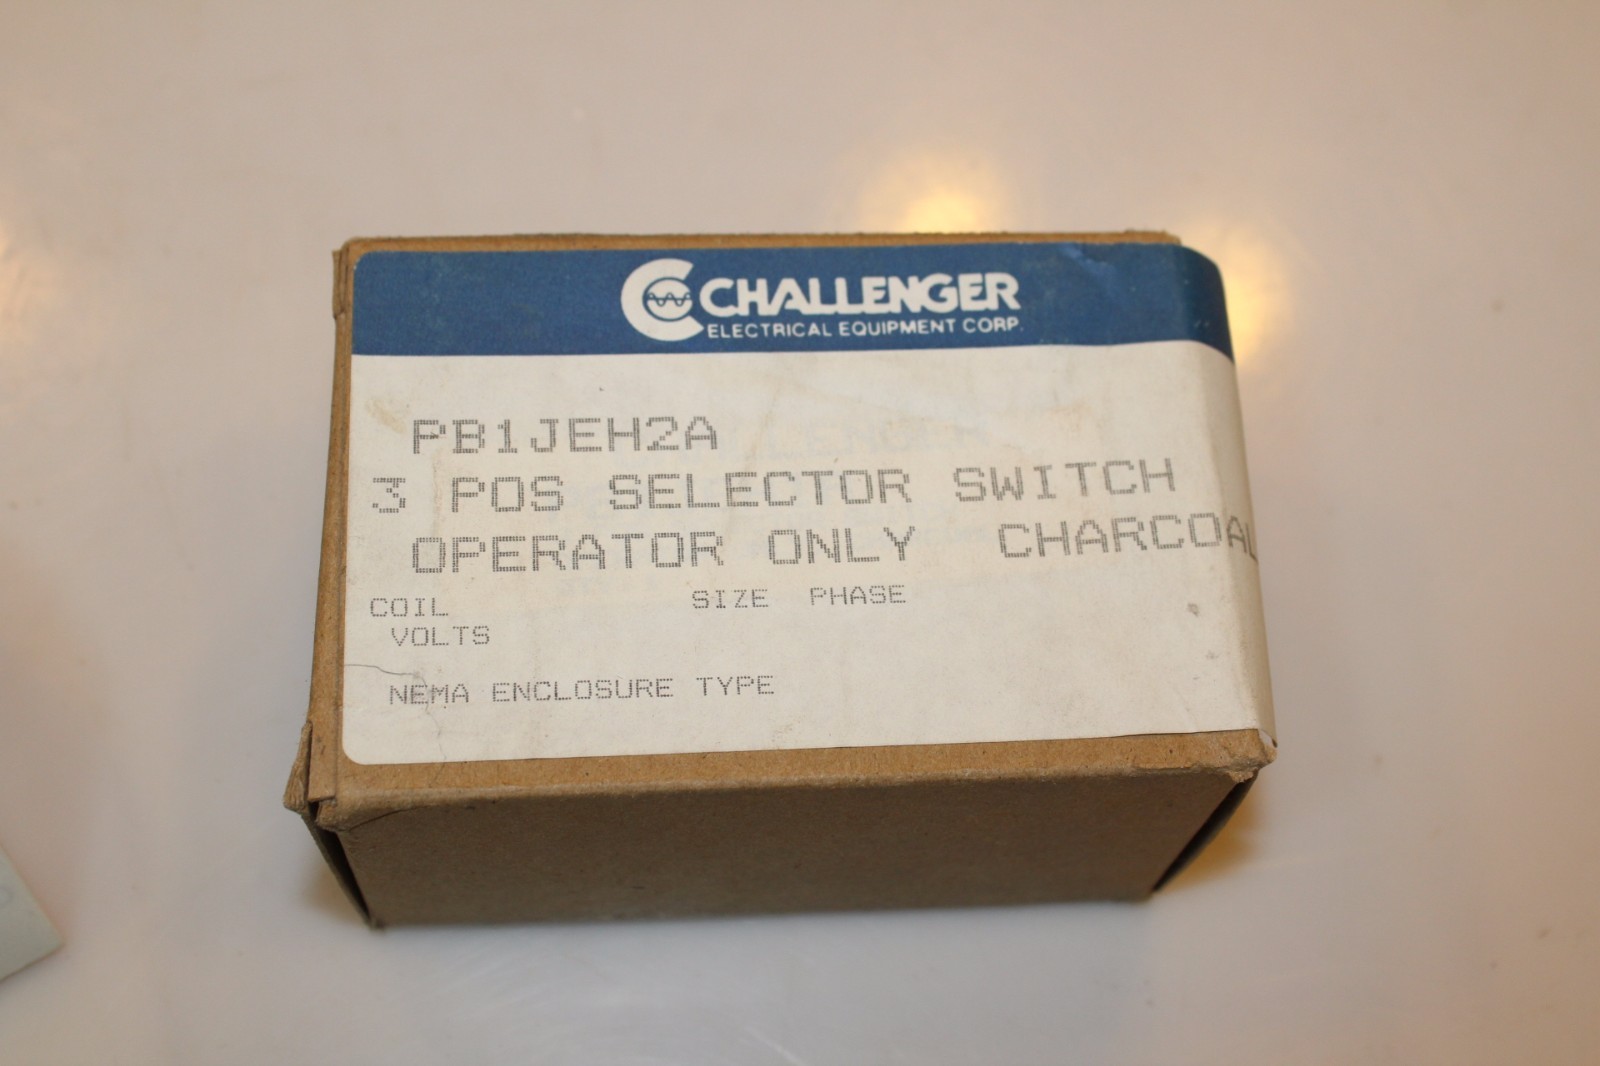 CHALLENGER
ELECTRICAL EQUIPMENT CORP.
PB1JEH2A
3 POS SELECTOR SWITCH
OPERATOR ONLY CHARCOAL
COIL SIZE PHASE
VOLTS
NEMA ENCLOSURE TYPE